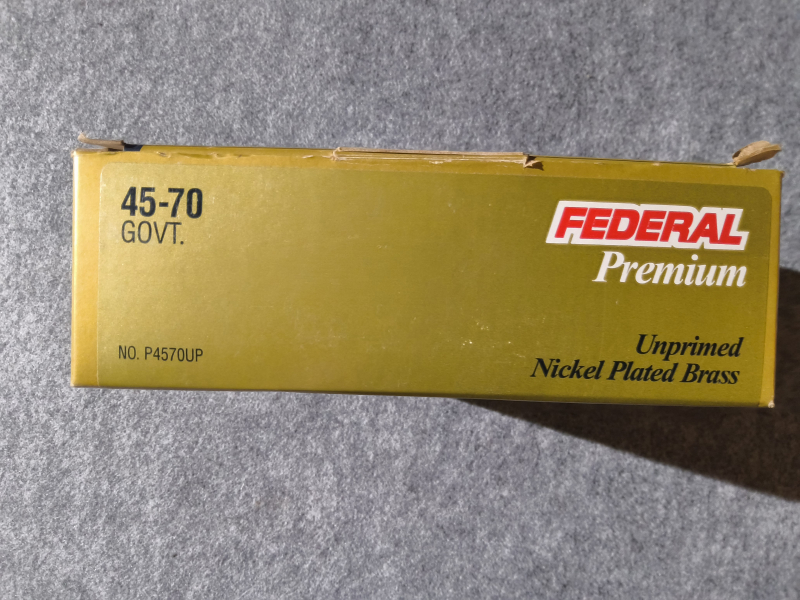 45-70
GOVT.
FEDERAL
Premium
NO. P4570UP
Unprimed
Nickel Plated Brass